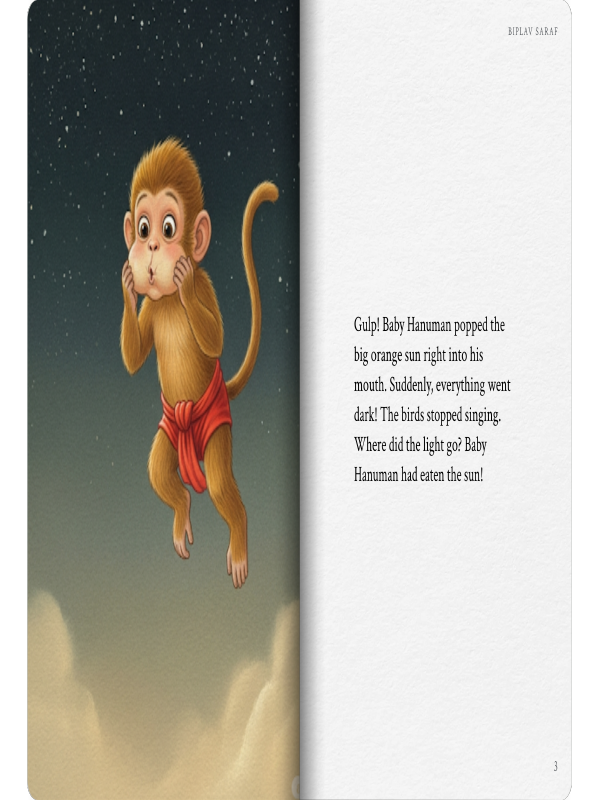 BIPLAV SARAF
Gulp! Baby Hanuman popped the
big orange sun right into his
mouth. Suddenly, everything went
dark! The birds stopped singing.
Where did the light go? Baby
Hanuman had eaten the sun!
3